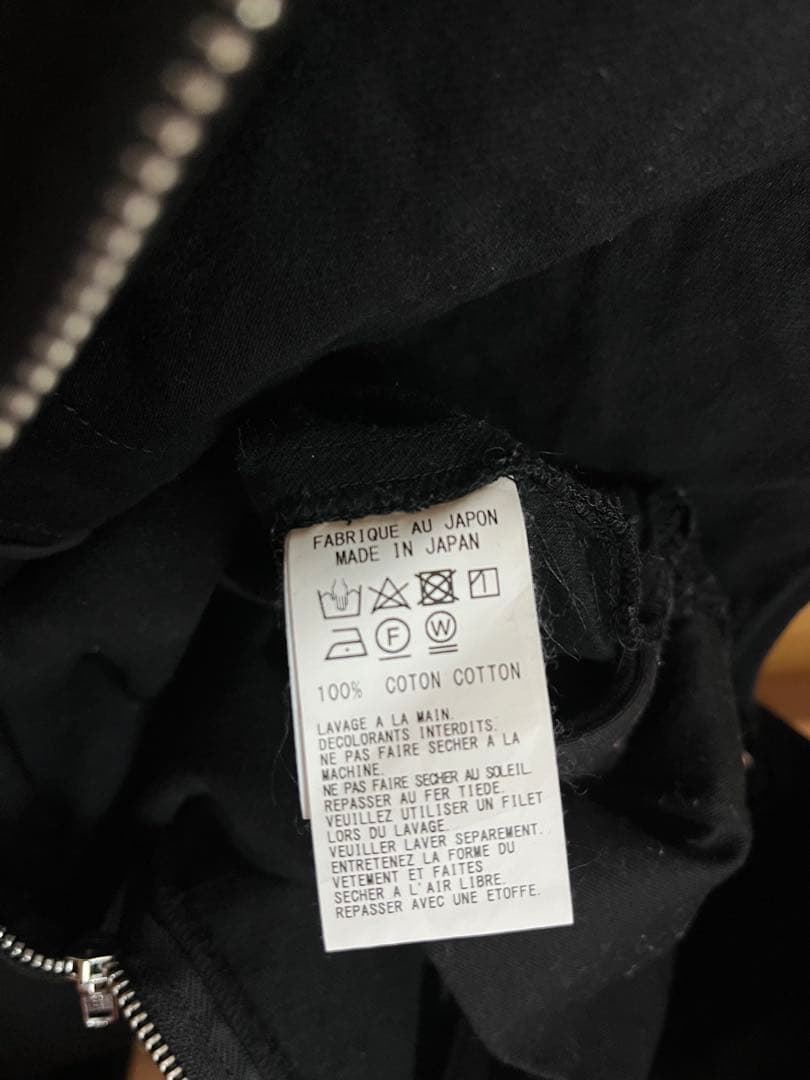 FABRIQUE AU JAPON
MADE IN JAPAN
F W
100% COTON COTTON
LAVAGE A LA MAIN.
DECOLORANTS INTERDITS.
NE PAS FAIRE SECHER A LA
MACHINE.
NE PAS FAIRE SECHER AU SOLEIL.
REPASSER AU FER TIEDE.
VEUILLEZ UTILISER UN FILET
LORS DU LAVAGE.
VEUILLER LAVER SEPAREMENT.
ENTRETENEZ LA FORME DU
VETEMENT ET FAITES
SECHER A L'AIR LIBRE.
REPASSER AVEC UNE ETOFFE.